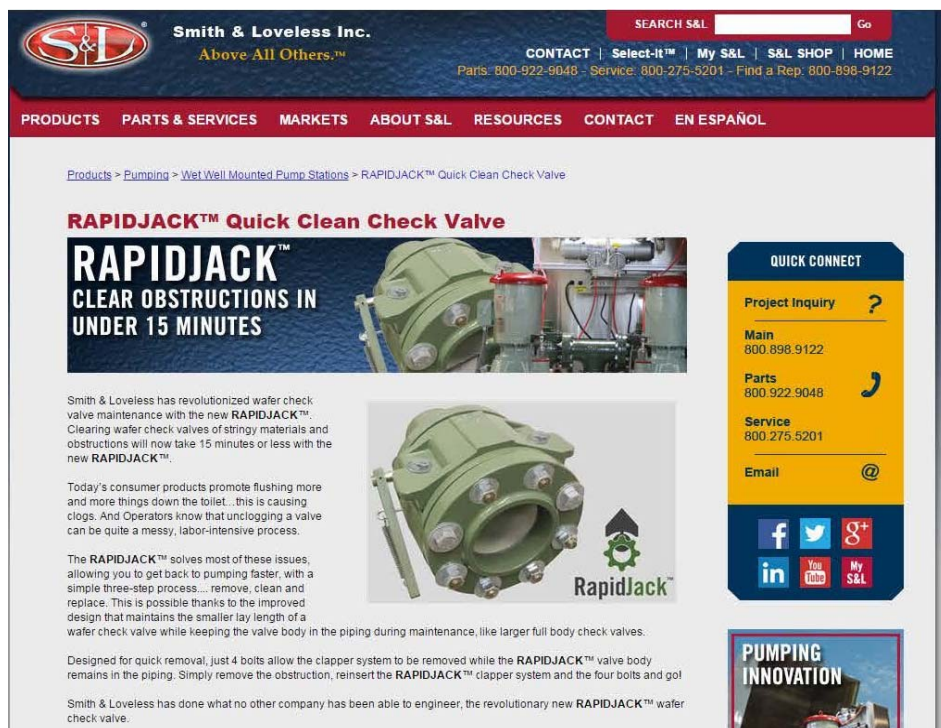 S&L
Smith & Loveless Inc.
Above All Others.™
SEARCH S&L Go
CONTACT | Select-It™ | My S&L | S&L SHOP | HOME
Parts: 800-922-9048 - Service: 800-275-5201 - Find a Rep: 800-898-9122
PRODUCTS PARTS & SERVICES MARKETS ABOUT S&L RESOURCES CONTACT EN ESPAÑOL
Products > Pumping > Wet Well Mounted Pump Stations > RAPIDJACK™ Quick Clean Check Valve
RAPIDJACK™ Quick Clean Check Valve
RAPIDJACK™
CLEAR OBSTRUCTIONS IN
UNDER 15 MINUTES
Smith & Loveless has revolutionized wafer check
valve maintenance with the new RAPIDJACK™.
Clearing wafer check valves of stringy materials and
obstructions will now take 15 minutes or less with the
new RAPIDJACK™.
Today's consumer products promote flushing more
and more things down the toilet...this is causing
clogs. And Operators know that unclogging a valve
can be quite a messy, labor-intensive process.
The RAPIDJACK™ solves most of these issues,
allowing you to get back to pumping faster, with a
simple three-step process.... remove, clean and
replace. This is possible thanks to the improved
design that maintains the smaller lay length of a
wafer check valve while keeping the valve body in the piping during maintenance, like larger full body check valves.
Designed for quick removal, just 4 bolts allow the clapper system to be removed while the RAPIDJACK™ valve body
remains in the piping. Simply remove the obstruction, reinsert the RAPIDJACK™ clapper system and the four bolts and go!
Smith & Loveless has done what no other company has been able to engineer, the revolutionary new RAPIDJACK™ wafer
check valve.
RapidJack™
QUICK CONNECT
Project Inquiry ?
Main
800.898.9122
Parts
800.922.9048
Service
800.275.5201
Email @
f g+
in You Tube My S&L
PUMPING
INNOVATION